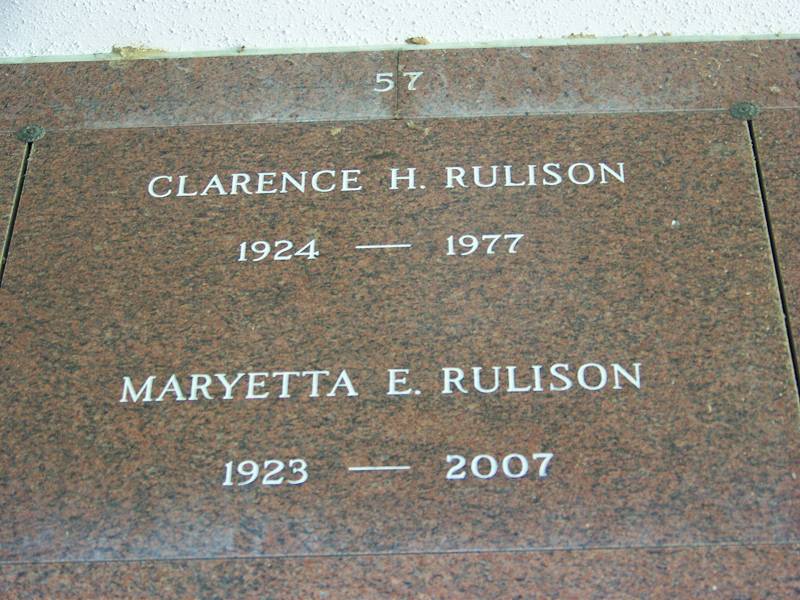 57
CLARENCE H. RULISON
1924 — 1977
MARYETTA E. RULISON
1923 — 2007